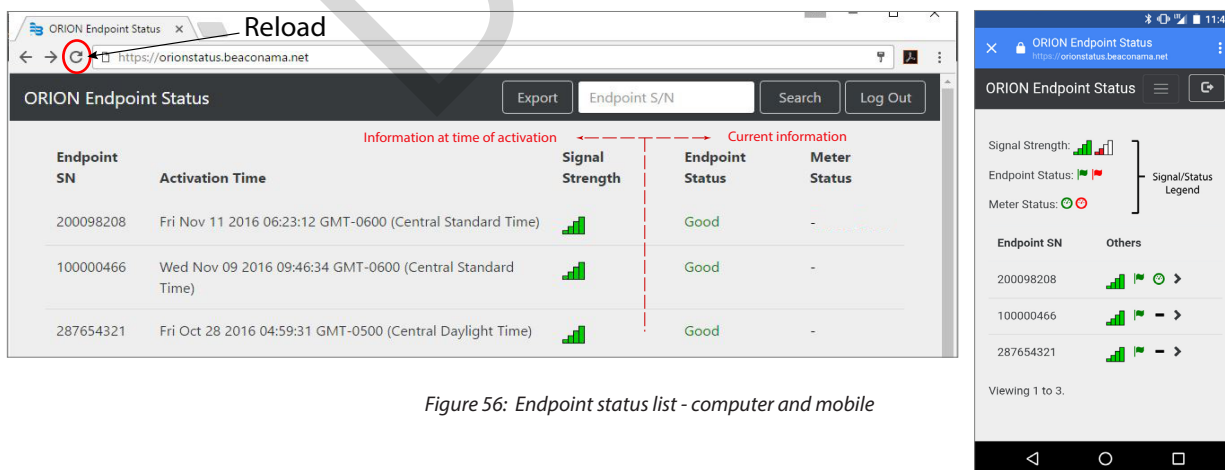 Reload
ORION Endpoint Status
https://orionstatus.beaconama.net
ORION Endpoint Status Export Endpoint S/N Search Log Out
Information at time of activation Current information
Endpoint SN Activation Time Signal Strength Endpoint Status Meter Status
200098208 Fri Nov 11 2016 06:23:12 GMT-0600 (Central Standard Time) Good -
100000466 Wed Nov 09 2016 09:46:34 GMT-0600 (Central Standard
Time) Good -
287654321 Fri Oct 28 2016 04:59:31 GMT-0500 (Central Daylight Time) Good -
Figure 56: Endpoint status list - computer and mobile
11:4
ORION Endpoint Status
https://orionstatus.beaconama.net
ORION Endpoint Status
Signal Strength:
Endpoint Status:
Meter Status:
Signal/Status
Legend
Endpoint SN Others
200098208
100000466
287654321
Viewing 1 to 3.